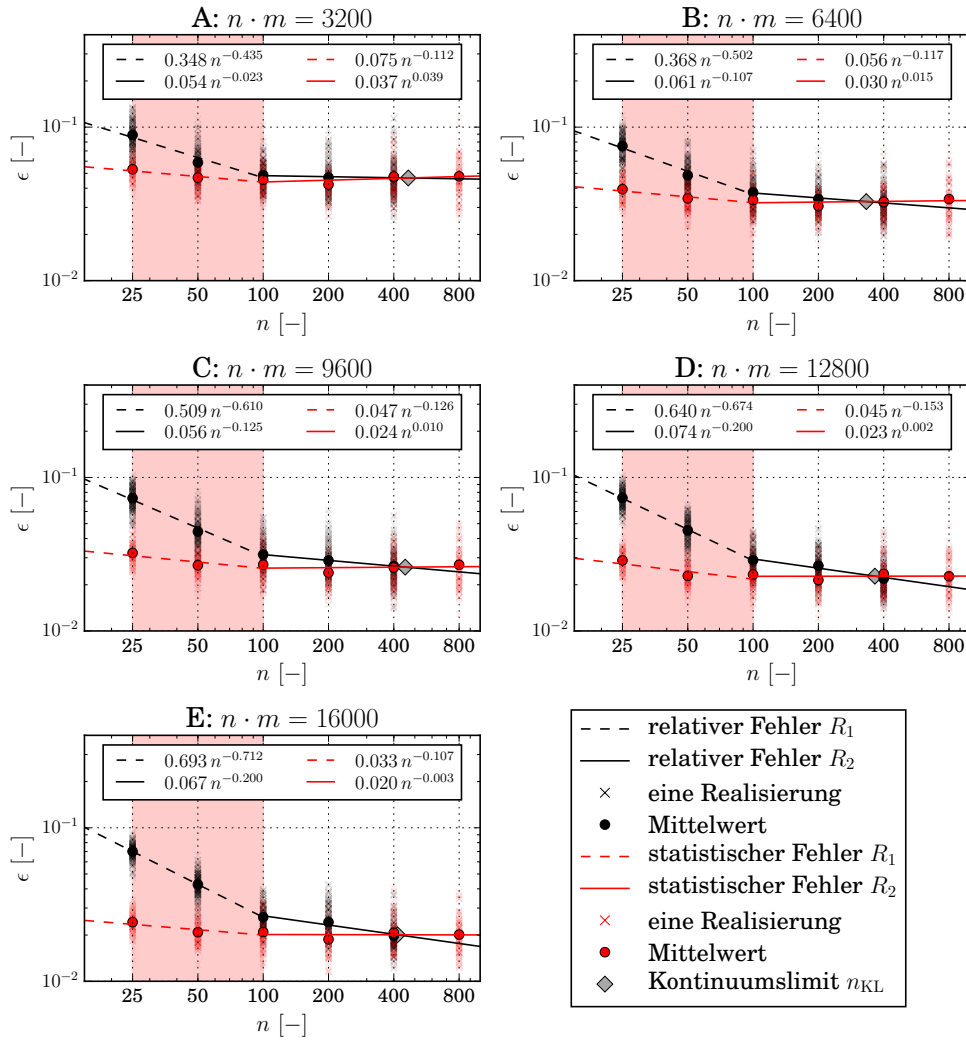 A: n · m = 3200
0.348 n^−0.435
0.075 n^−0.112
0.054 n^−0.023
0.037 n^0.039
10^−1
10^−2
ϵ [−]
25 50 100 200 400 800
n [−]
B: n · m = 6400
0.368 n^−0.502
0.056 n^−0.117
0.061 n^−0.107
0.030 n^0.015
10^−1
10^−2
ϵ [−]
25 50 100 200 400 800
n [−]
C: n · m = 9600
0.509 n^−0.610
0.047 n^−0.126
0.056 n^−0.125
0.024 n^0.010
10^−1
10^−2
ϵ [−]
25 50 100 200 400 800
n [−]
D: n · m = 12800
0.640 n^−0.674
0.045 n^−0.153
0.074 n^−0.200
0.023 n^0.002
10^−1
10^−2
ϵ [−]
25 50 100 200 400 800
n [−]
E: n · m = 16000
0.693 n^−0.712
0.033 n^−0.107
0.067 n^−0.200
0.020 n^−0.003
10^−1
10^−2
ϵ [−]
25 50 100 200 400 800
n [−]
relativer Fehler R_1
relativer Fehler R_2
eine Realisierung
Mittelwert
statistischer Fehler R_1
statistischer Fehler R_2
eine Realisierung
Mittelwert
Kontinuumslimit n_KL